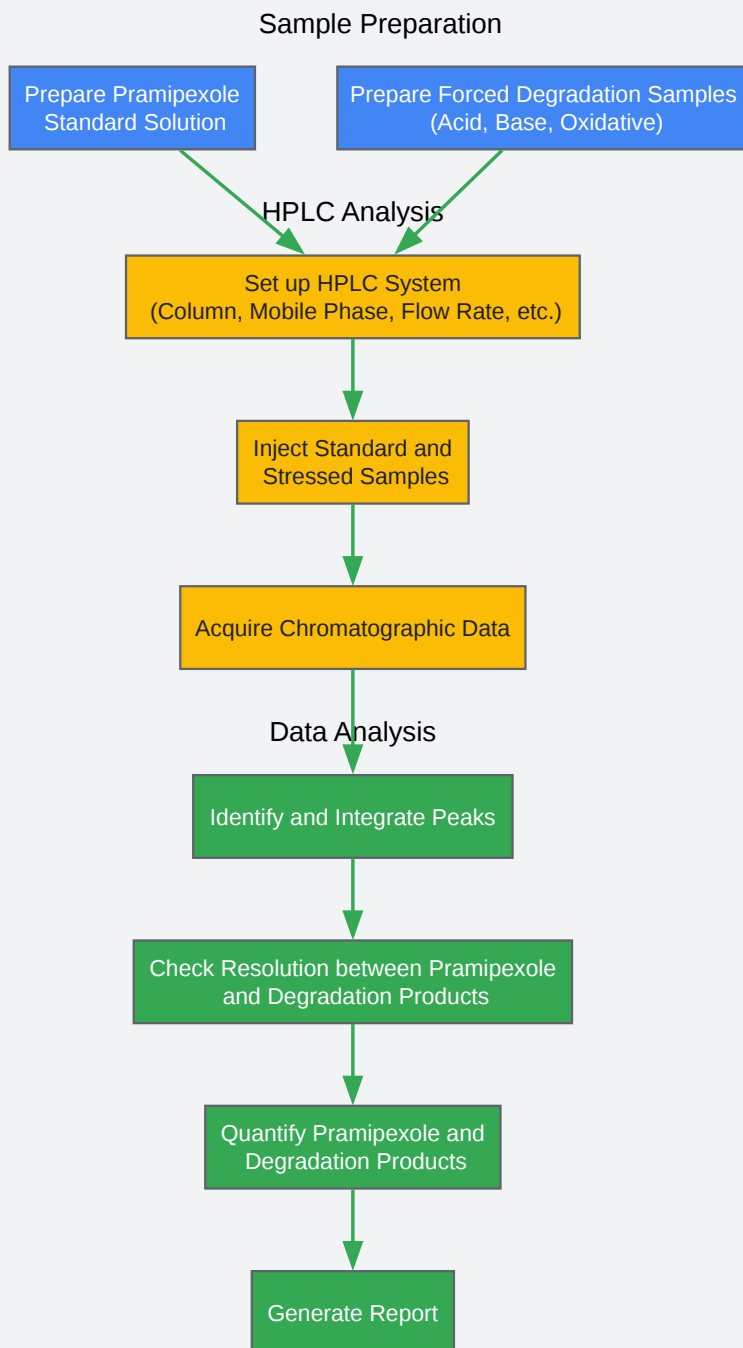 Sample Preparation
Prepare Pramipexole
Standard Solution
Prepare Forced Degradation Samples
(Acid, Base, Oxidative)
HPLC Analysis
Set up HPLC System
(Column, Mobile Phase, Flow Rate, etc.)
Inject Standard and
Stressed Samples
Acquire Chromatographic Data
Data Analysis
Identify and Integrate Peaks
Check Resolution between Pramipexole
and Degradation Products
Quantify Pramipexole and
Degradation Products
Generate Report